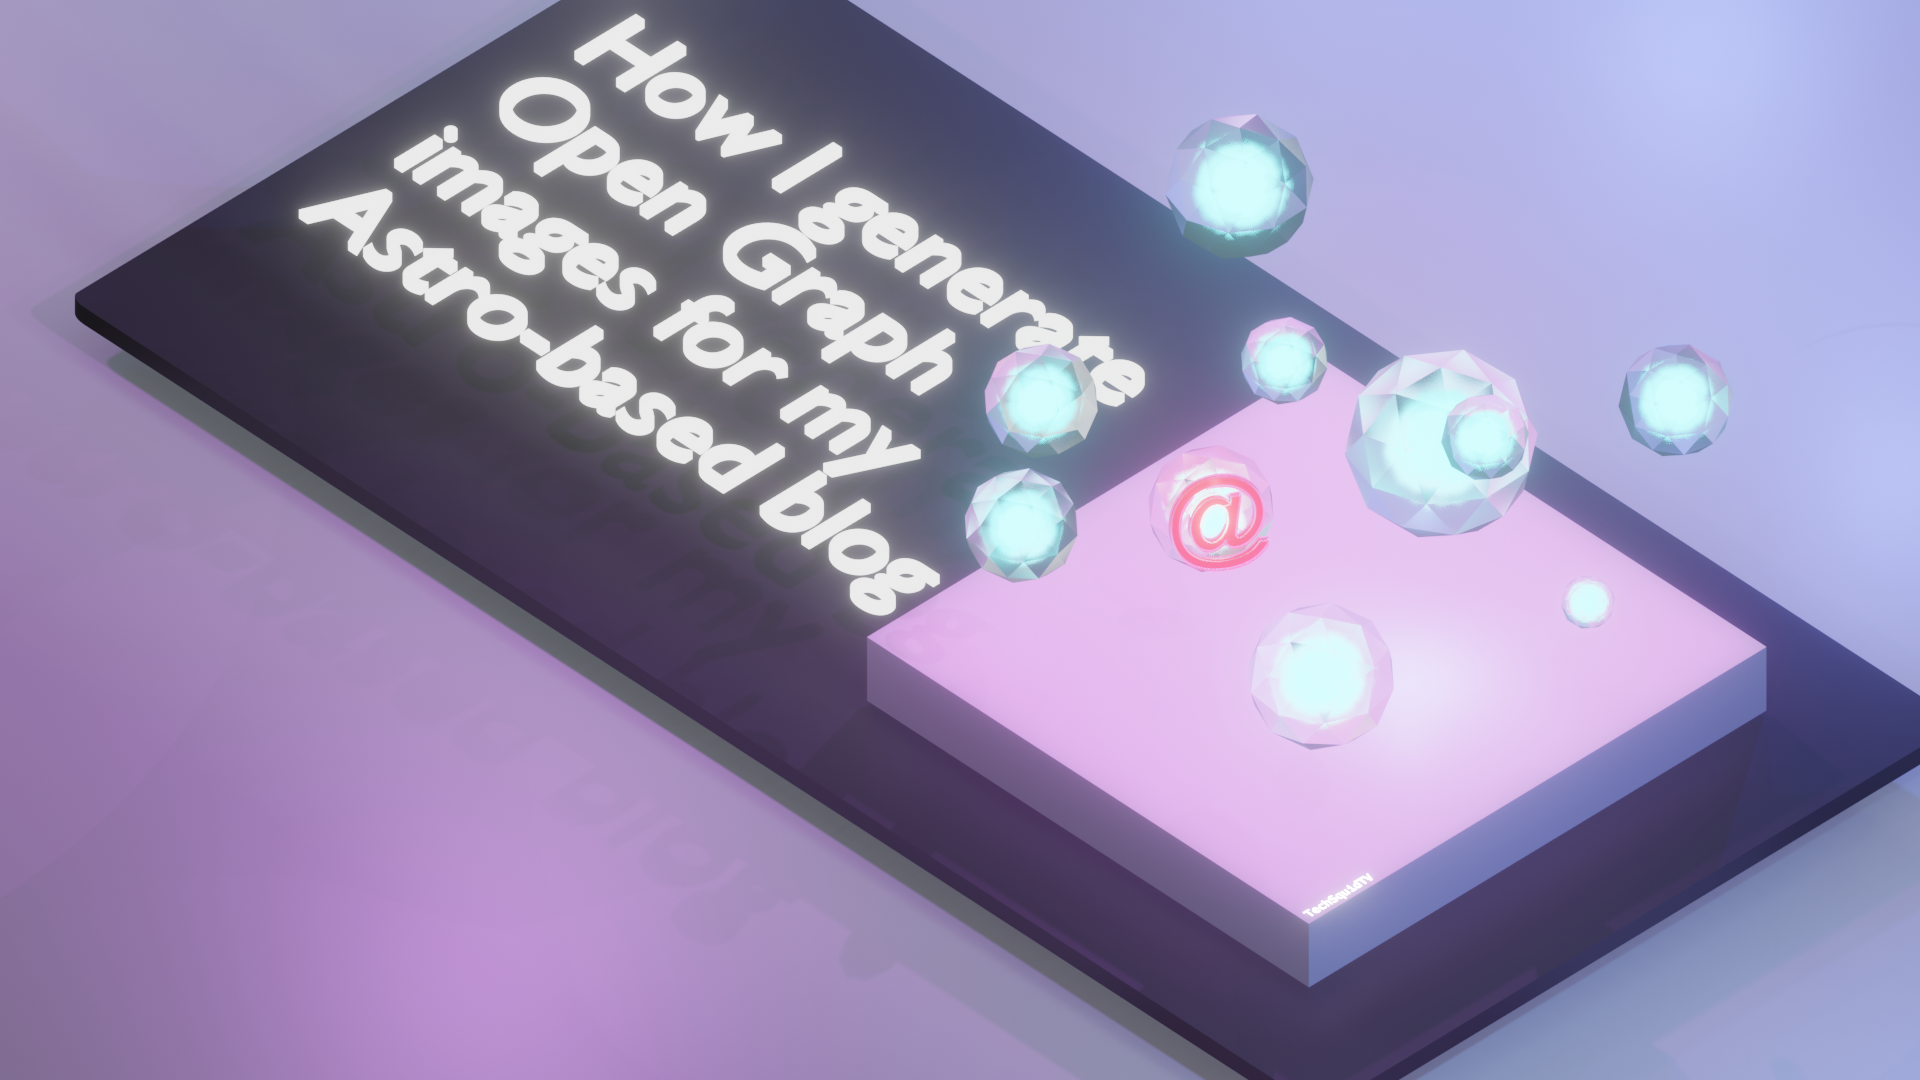 How I generate
Open Graph
images for my
Astro-based blog
@
TechSquidTV